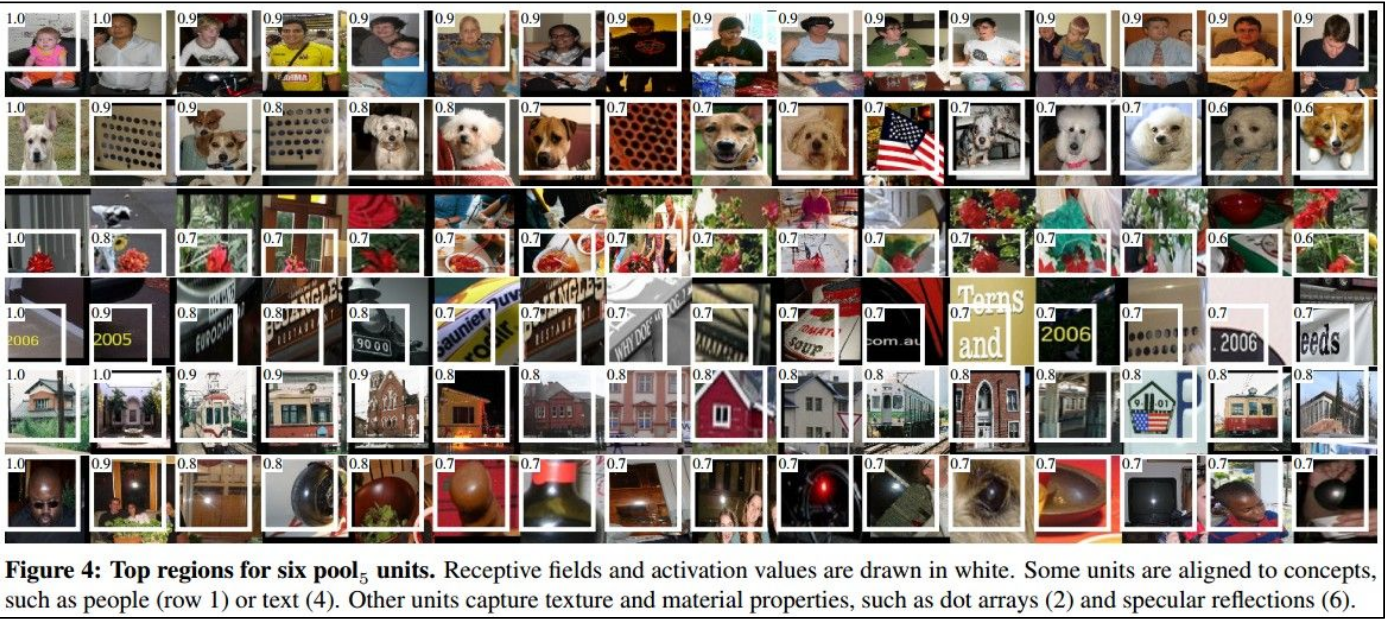 1.0 1.0 0.9 0.9 0.9 0.9 0.9 0.9 0.9 0.9 0.9 0.9 0.9 0.9 0.9 0.9
1.0 0.9 0.9 0.8 0.8 0.8 0.7 0.7 0.7 0.7 0.7 0.7 0.7 0.7 0.6 0.6
1.0 0.8 0.7 0.7 0.7 0.7 0.7 0.7 0.7 0.7 0.7 0.7 0.7 0.7 0.6 0.6
1.0 0.9 0.8 0.8 0.8 0.7 0.7 0.7 0.7 0.7 0.7 0.7 0.7 0.7 0.7 0.7
2006 2005 9000 saunier Duv RESTAURANT WHY DOE TOMATO SOUP com.au Terns and 2006 . 2006 eeds
1.0 1.0 0.9 0.9 0.9 0.8 0.8 0.8 0.8 0.8 0.8 0.8 0.8 0.8 0.8 0.8
9-11-01
1.0 0.9 0.8 0.8 0.8 0.7 0.7 0.7 0.7 0.7 0.7 0.7 0.7 0.7 0.7 0.7
Figure 4: Top regions for six pool5 units. Receptive fields and activation values are drawn in white. Some units are aligned to concepts,
such as people (row 1) or text (4). Other units capture texture and material properties, such as dot arrays (2) and specular reflections (6).